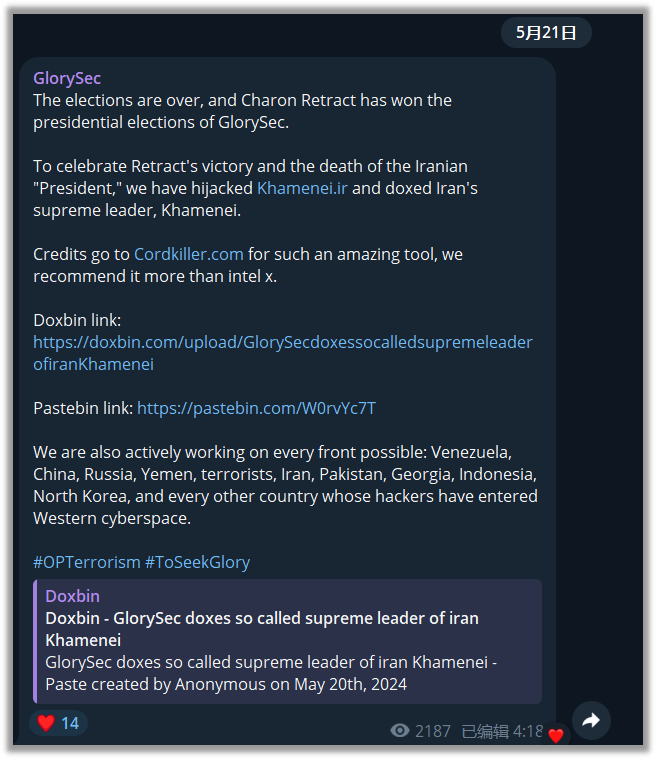 5月21日
GlorySec
The elections are over, and Charon Retract has won the
presidential elections of GlorySec.
To celebrate Retract's victory and the death of the Iranian
"President," we have hijacked Khamenei.ir and doxed Iran's
supreme leader, Khamenei.
Credits go to Cordkiller.com for such an amazing tool, we
recommend it more than intel x.
Doxbin link:
https://doxbin.com/upload/GlorySecdoxessocalledsupremeleader
ofiranKhamenei
Pastebin link: https://pastebin.com/W0rvYc7T
We are also actively working on every front possible: Venezuela,
China, Russia, Yemen, terrorists, Iran, Pakistan, Georgia, Indonesia,
North Korea, and every other country whose hackers have entered
Western cyberspace.
#OPTerrorism #ToSeekGlory
Doxbin
Doxbin - GlorySec doxes so called supreme leader of iran
Khamenei
GlorySec doxes so called supreme leader of iran Khamenei -
Paste created by Anonymous on May 20th, 2024
14
2187 已编辑 4:18